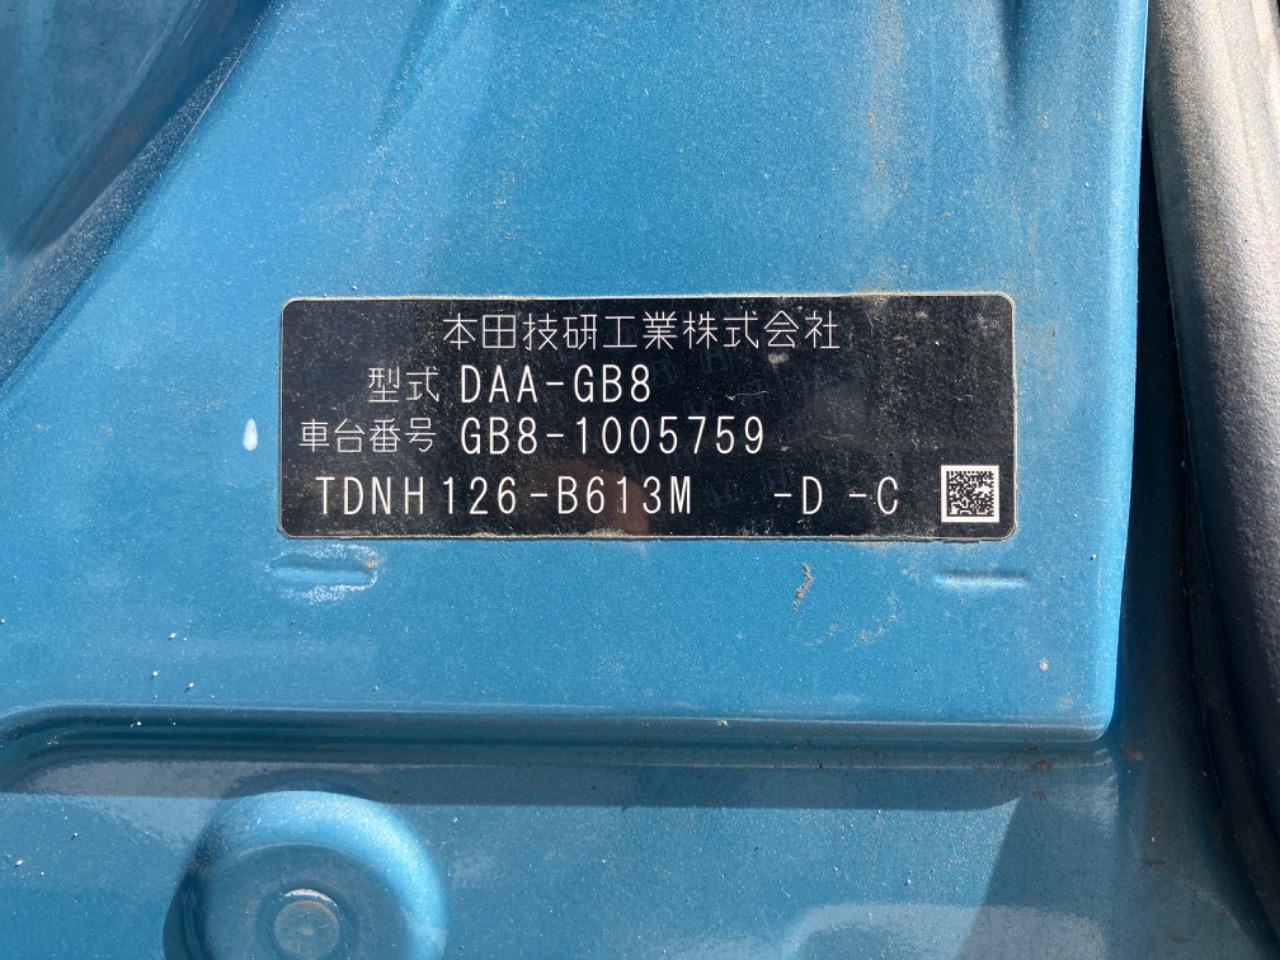 本田技研工業株式会社
型式 DAA-GB8
車台番号 GB8-1005759
TDNH126-B613M -D -C